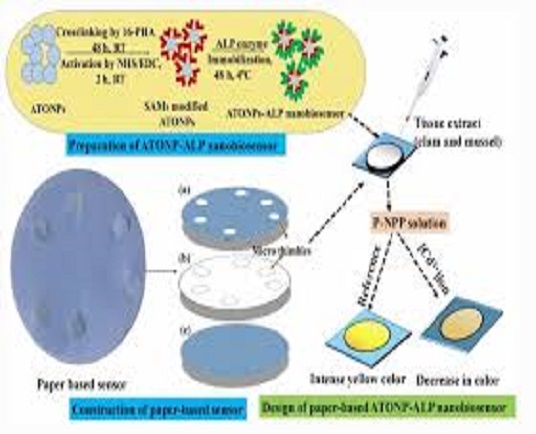 Crosslinking by 16-PHA
48 h, RT
Activation by NHS/EDC,
2 h, RT
ALP enzyme
Immobilization,
48 h, 4°C
ATONPs
SAMs modified
ATONPs
ATONPs-ALP nanobiosensor
Preparation of ATONP-ALP nanobiosensor
Tissue extract
(clam and mussel)
P-NPP solution
Reference
(Cd²⁺)Ion
(a)
Micro thimbles
(b)
(c)
Paper based sensor
Intense yellow color
Decrease in color
Construction of paper-based sensor
Design of paper-based ATONP-ALP nanobiosensor